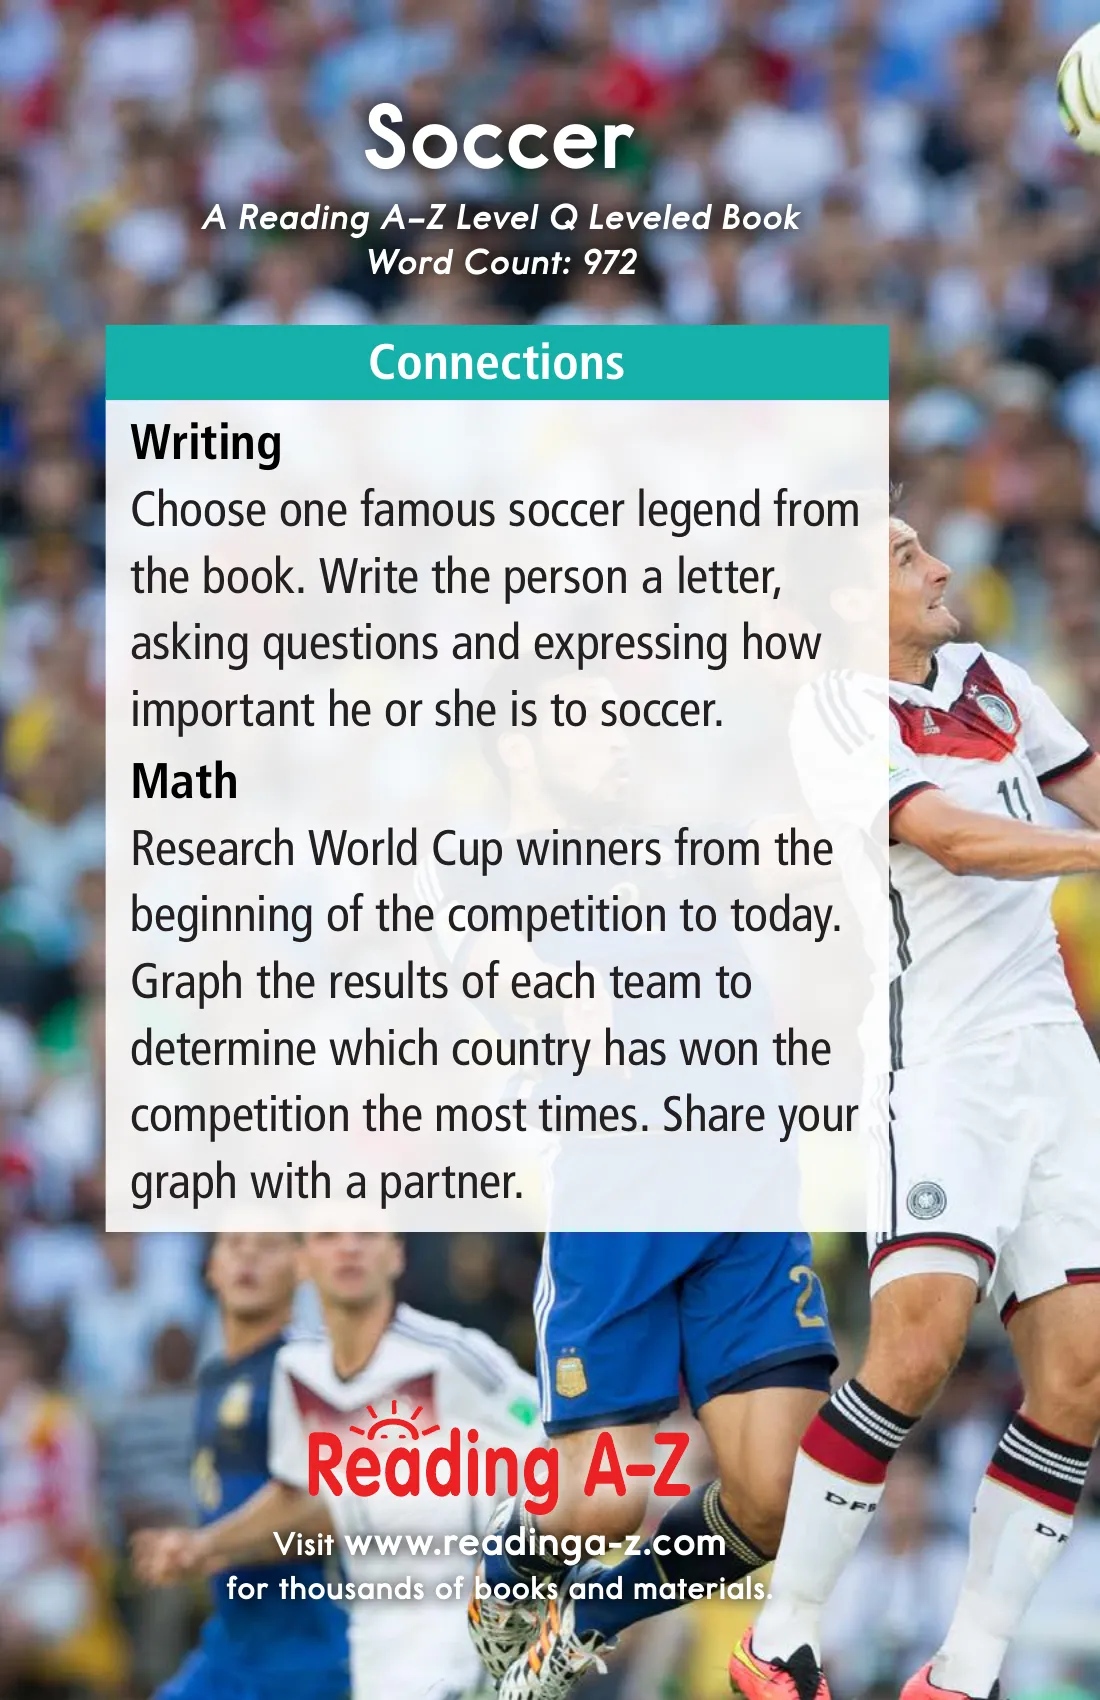 Soccer
A Reading A–Z Level Q Leveled Book
Word Count: 972
Connections
Writing
Choose one famous soccer legend from
the book. Write the person a letter,
asking questions and expressing how
important he or she is to soccer.
Math
Research World Cup winners from the
beginning of the competition to today.
Graph the results of each team to
determine which country has won the
competition the most times. Share your
graph with a partner.
11
2
DFB
DF
Reading A–Z
Visit www.readinga-z.com
for thousands of books and materials.